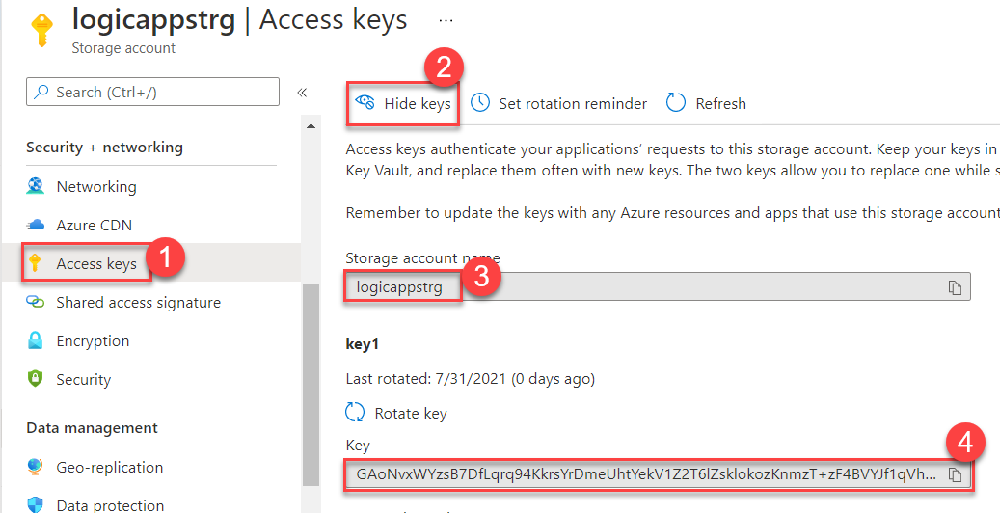 logicappstrg | Access keys ...
Storage account
Search (Ctrl+/)
«
Security + networking
Networking
Azure CDN
Access keys
1
Shared access signature
Encryption
Security
Data management
Geo-replication
Data protection
2
Hide keys
Set rotation reminder
Refresh
Access keys authenticate your applications' requests to this storage account. Keep your keys in
Key Vault, and replace them often with new keys. The two keys allow you to replace one while s
Remember to update the keys with any Azure resources and apps that use this storage account
Storage account name
logicappstrg
3
key1
Last rotated: 7/31/2021 (0 days ago)
Rotate key
Key
4
GAoNvxWYzsB7DfLqrq94KkrsYrDmeUhtYekV1Z2T6lZsklokozKnmzT+zF4BVYJf1qVh...